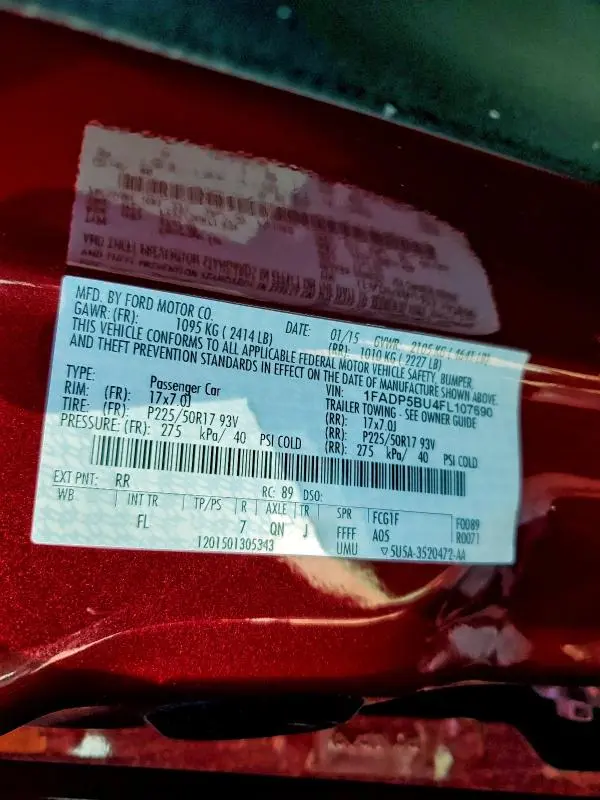 MFD. BY FORD MOTOR CO.
DATE: 01/15 GVWR: 2105 KG ( 4641 LB)
GAWR: (FR): 1095 KG ( 2414 LB) (RR): 1010 KG ( 2227 LB)
THIS VEHICLE CONFORMS TO ALL APPLICABLE FEDERAL MOTOR VEHICLE SAFETY, BUMPER,
AND THEFT PREVENTION STANDARDS IN EFFECT ON THE DATE OF MANUFACTURE SHOWN ABOVE.
VIN: 1FADP5BU4FL107690
TYPE: Passenger Car TRAILER TOWING - SEE OWNER GUIDE
RIM: (FR): 17x7.0J (RR): 17x7.0J
TIRE: (FR): P225/50R17 93V (RR): P225/50R17 93V
PRESSURE: (FR): 275 kPa/ 40 PSI COLD (RR): 275 kPa/ 40 PSI COLD
EXT PNT: RR RC: 89 DSO:
WB INT TR TP/PS R AXLE TR SPR FCG1F F0089
FL 7 QN J FFFF A05 R0071
1201501305343 UMU ▽5U5A-3520472-AA